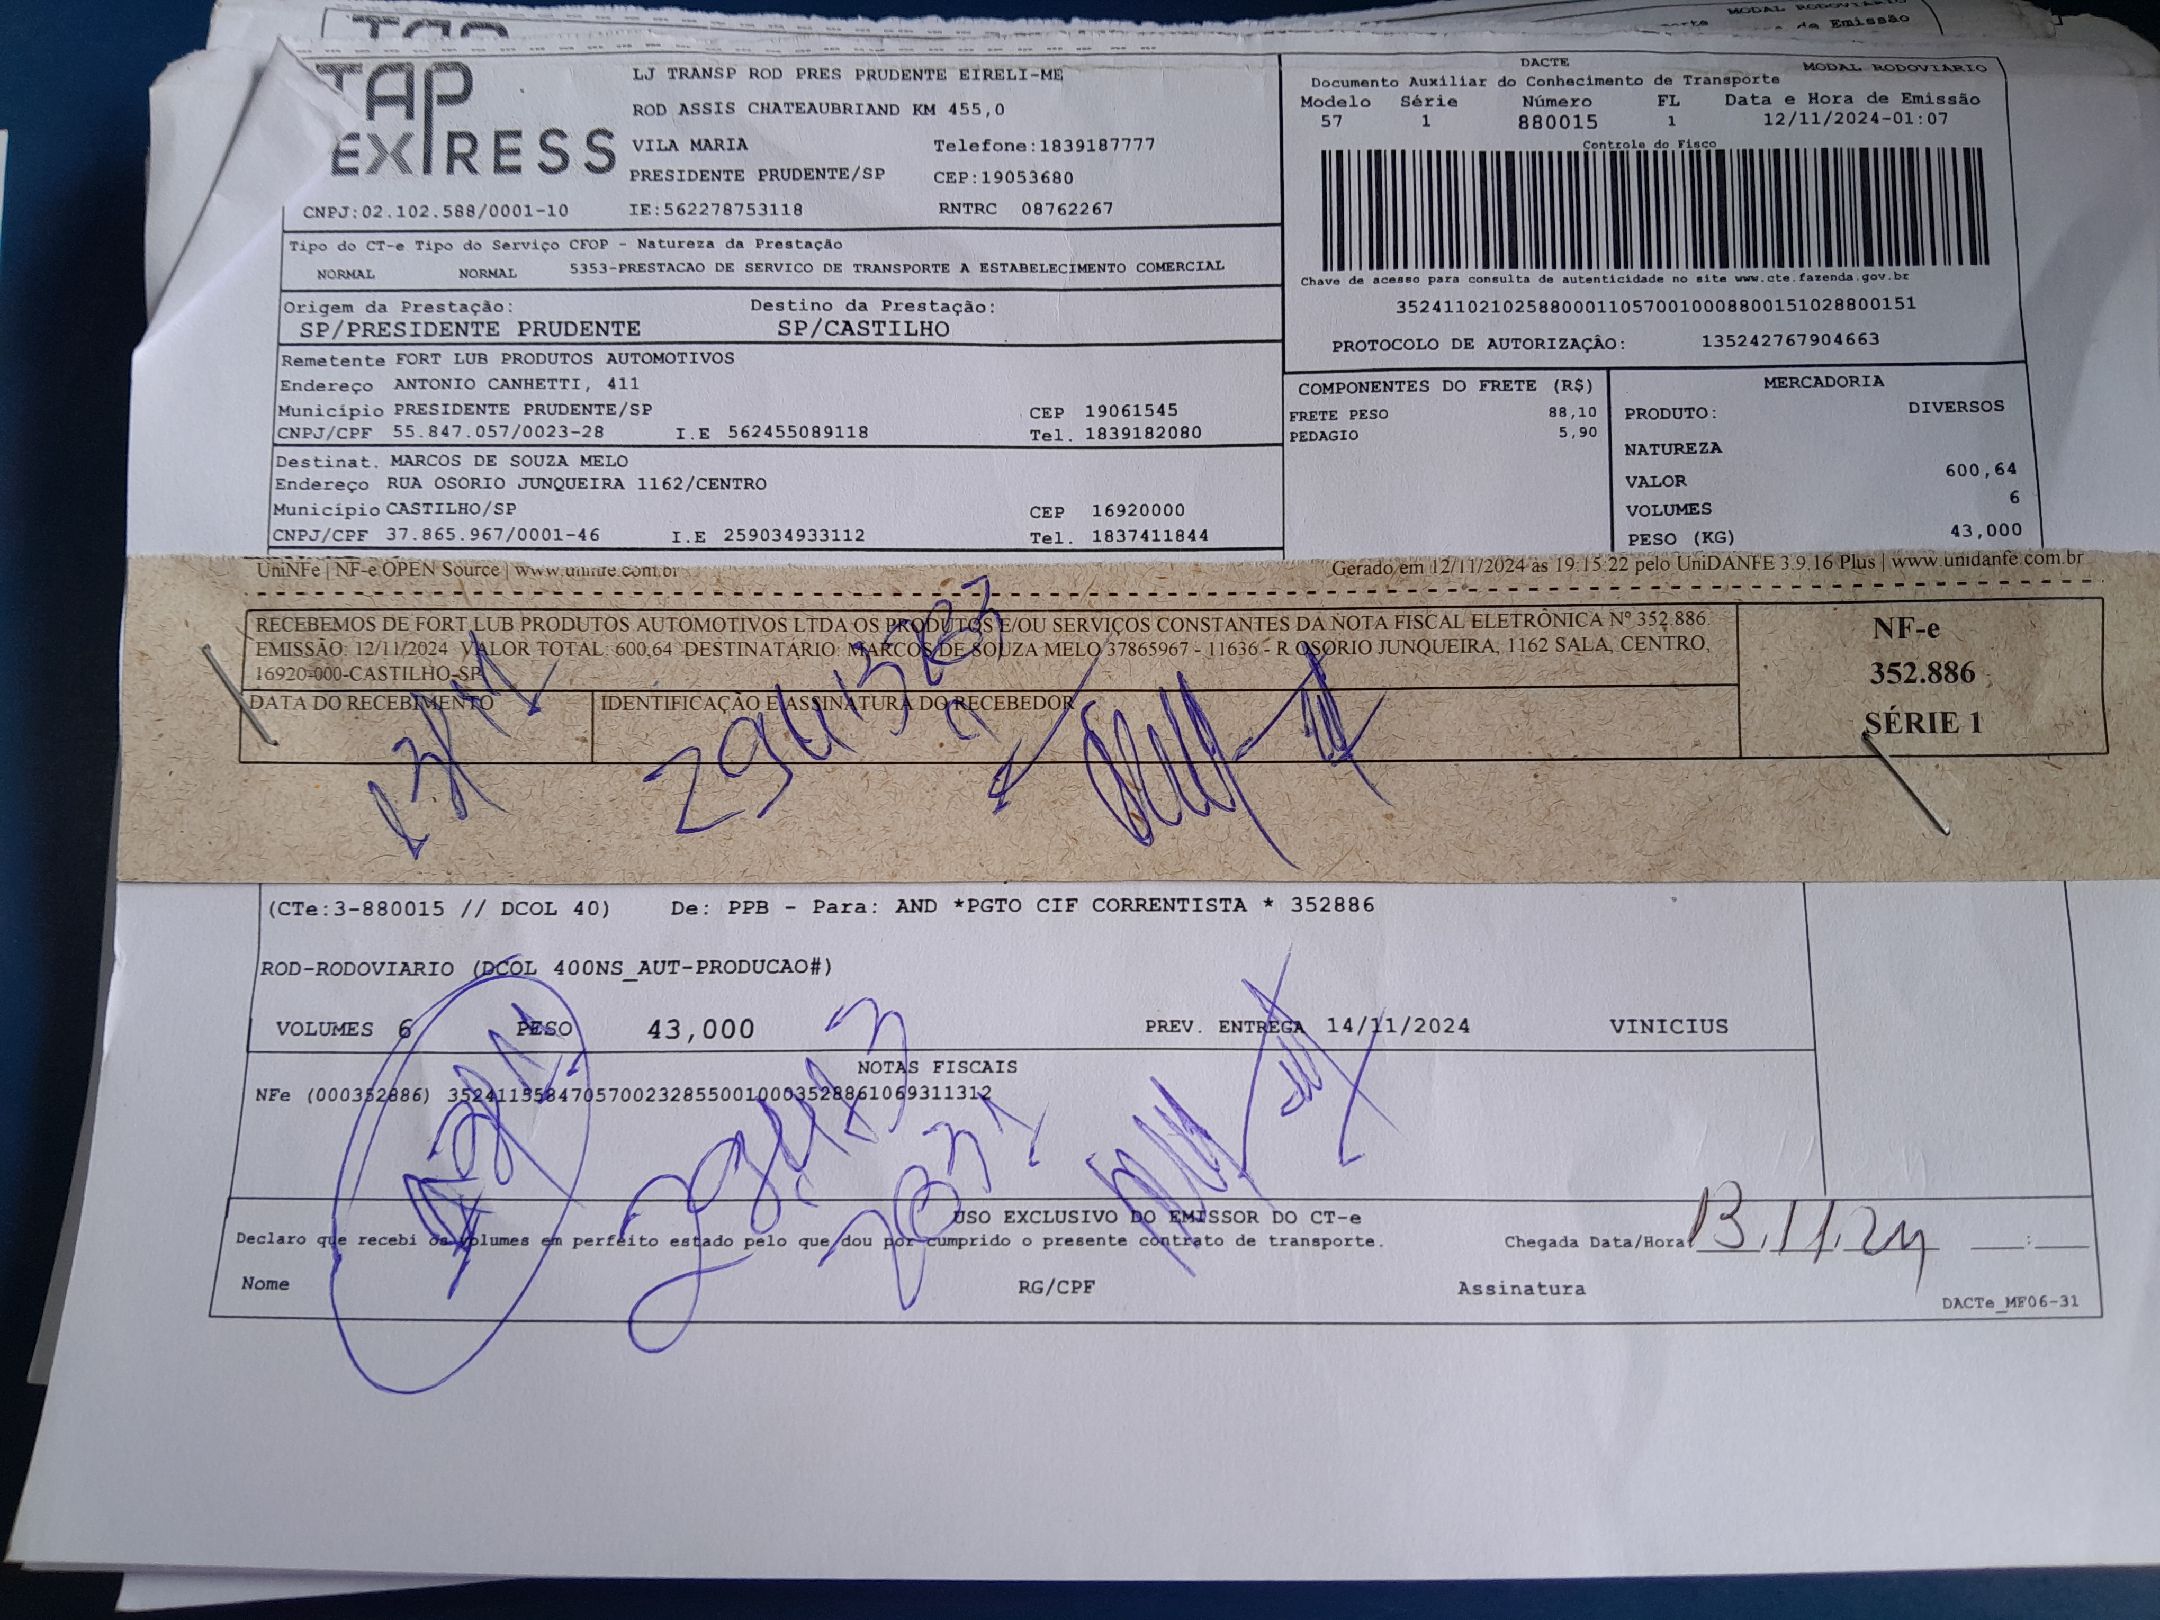 MODAL RODOVIARIO
de Emissão
TAP EXPRESS
LJ TRANSP ROD PRES PRUDENTE EIRELI-ME
ROD ASSIS CHATEAUBRIAND KM 455,0
VILA MARIA Telefone:1839187777
PRESIDENTE PRUDENTE/SP CEP:19053680
CNPJ:02.102.588/0001-10 IE:562278753118 RNTRC 08762267
DACTE MODAL RODOVIARIO
Documento Auxiliar do Conhecimento de Transporte
Modelo Série Número FL Data e Hora de Emissão
57 1 880015 1 12/11/2024-01:07
Controle do Fisco
Chave de acesso para consulta de autenticidade no site www.cte.fazenda.gov.br
35241102102588000110570010008800151028800151
PROTOCOLO DE AUTORIZAÇÂO: 135242767904663
Tipo do CT-e Tipo do Serviço CFOP - Natureza da Prestação
NORMAL NORMAL 5353-PRESTACAO DE SERVICO DE TRANSPORTE A ESTABELECIMENTO COMERCIAL
Origem da Prestação: Destino da Prestação:
SP/PRESIDENTE PRUDENTE SP/CASTILHO
Remetente FORT LUB PRODUTOS AUTOMOTIVOS
Endereço ANTONIO CANHETTI, 411
Município PRESIDENTE PRUDENTE/SP CEP 19061545
CNPJ/CPF 55.847.057/0023-28 I.E 562455089118 Tel. 1839182080
Destinat. MARCOS DE SOUZA MELO
Endereço RUA OSORIO JUNQUEIRA 1162/CENTRO
Município CASTILHO/SP CEP 16920000
CNPJ/CPF 37.865.967/0001-46 I.E 259034933112 Tel. 1837411844
COMPONENTES DO FRETE (R$)
FRETE PESO 88,10
PEDAGIO 5,90
MERCADORIA
PRODUTO: DIVERSOS
NATUREZA
VALOR 600,64
VOLUMES 6
PESO (KG) 43,000
UniNFe | NF-e OPEN Source | www.uninfe.com.br Gerado em 12/11/2024 às 19:15:22 pelo UniDANFE 3.9.16 Plus | www.unidanfe.com.br
RECEBEMOS DE FORT LUB PRODUTOS AUTOMOTIVOS LTDA OS PRODUTOS E/OU SERVIÇOS CONSTANTES DA NOTA FISCAL ELETRÔNICA Nº 352.886.
EMISSÃO: 12/11/2024 VALOR TOTAL: 600,64 DESTINATÁRIO: MARCOS DE SOUZA MELO 37865967 - 11636 - R OSORIO JUNQUEIRA, 1162 SALA, CENTRO,
16920-000-CASTILHO-SP
DATA DO RECEBIMENTO IDENTIFICAÇÃO E ASSINATURA DO RECEBEDOR
NF-e
352.886
SÉRIE 1
(CTe:3-880015 // DCOL 40) De: PPB - Para: AND *PGTO CIF CORRENTISTA * 352886
ROD-RODOVIARIO (DCOL 400NS_AUT-PRODUCAO#)
VOLUMES 6 PESO 43,000 PREV. ENTREGA 14/11/2024 VINICIUS
NOTAS FISCAIS
NFe (000352886) 35241155847057002328550010003528861069311312
USO EXCLUSIVO DO EMISSOR DO CT-e
Declaro que recebi os volumes em perfeito estado pelo que dou por cumprido o presente contrato de transporte. Chegada Data/Hora 13.11.24 :
Nome RG/CPF Assinatura
DACTe_MF06-31